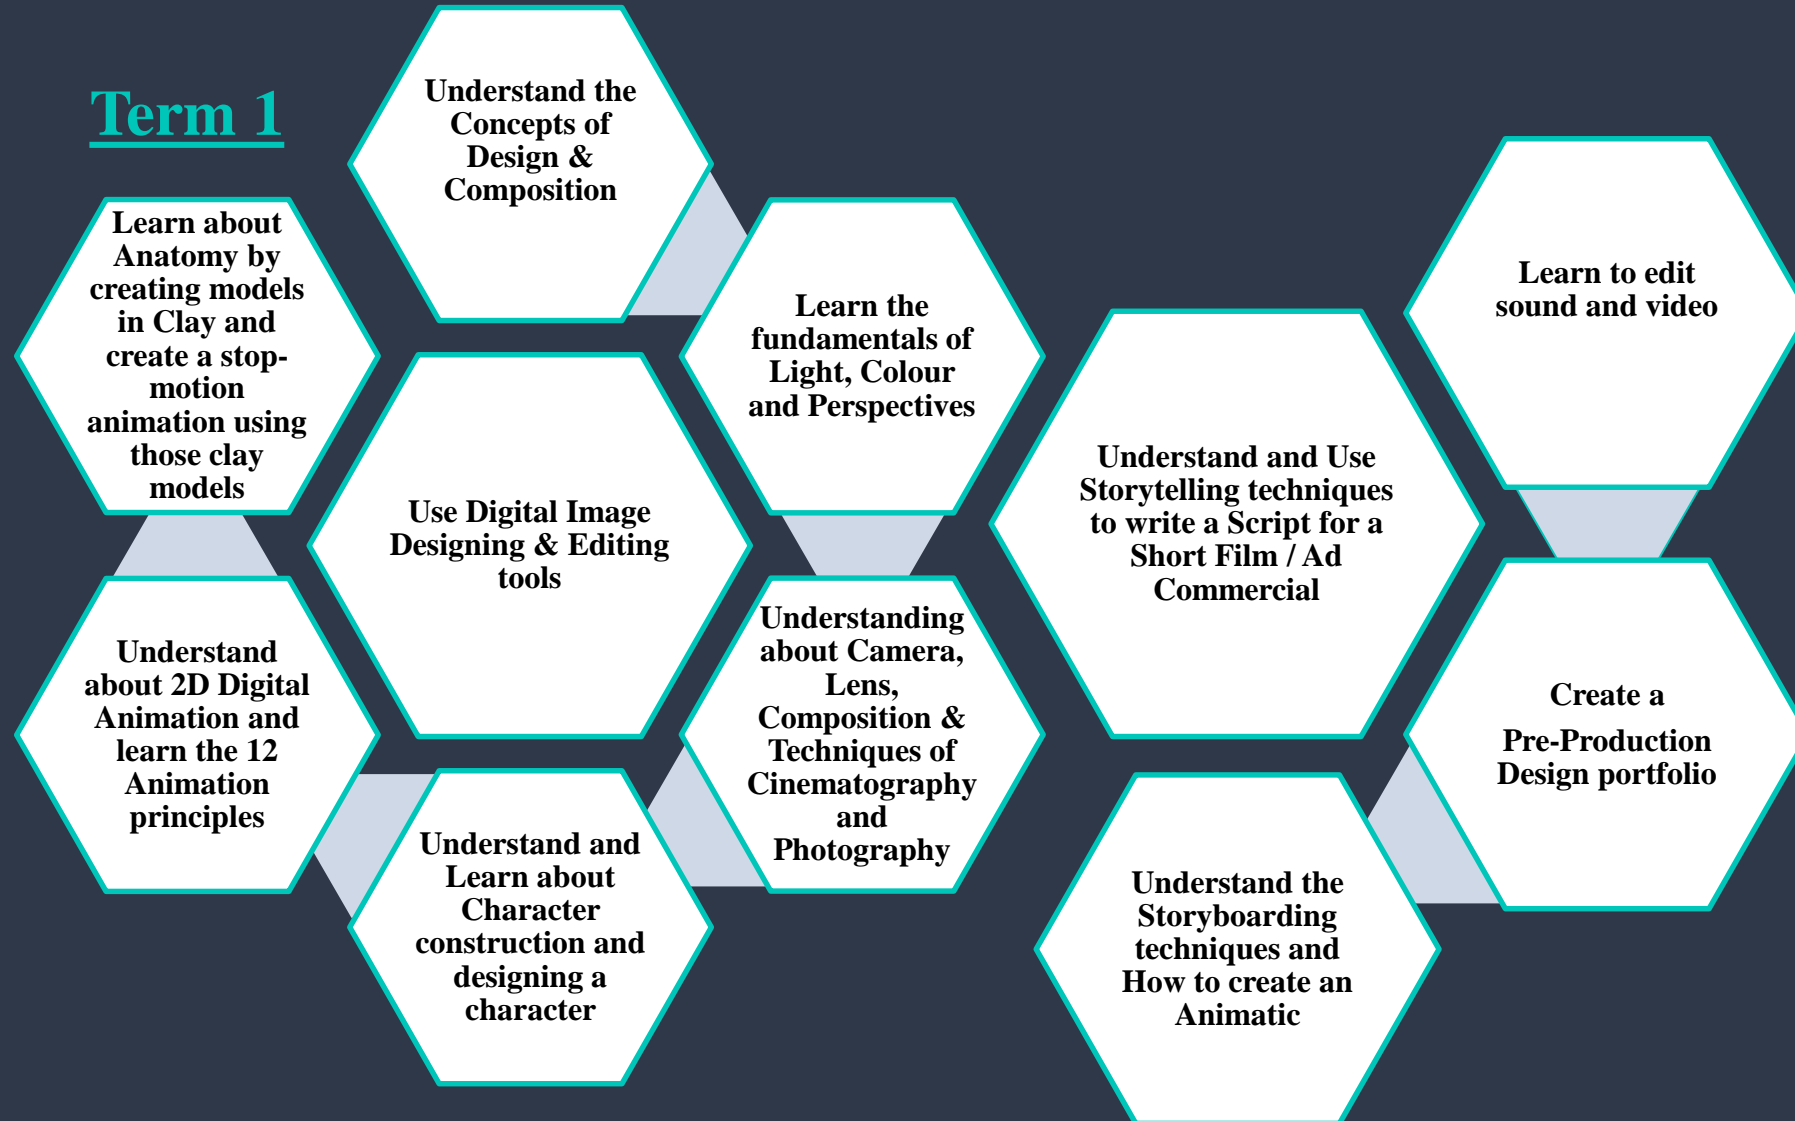 Term 1
Understand the
Concepts of
Design &
Composition
Learn about
Anatomy by
creating models
in Clay and
create a stop-
motion
animation using
those clay
models
Learn the
fundamentals of
Light, Colour
and Perspectives
Use Digital Image
Designing & Editing
tools
Understand
about 2D Digital
Animation and
learn the 12
Animation
principles
Understanding
about Camera,
Lens,
Composition &
Techniques of
Cinematography
and
Photography
Understand and
Learn about
Character
construction and
designing a
character
Understand and Use
Storytelling techniques
to write a Script for a
Short Film / Ad
Commercial
Learn to edit
sound and video
Create a
Pre-Production
Design portfolio
Understand the
Storyboarding
techniques and
How to create an
Animatic